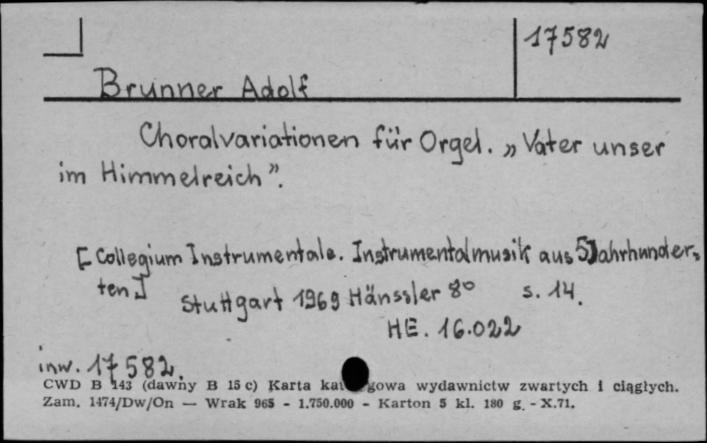 17582
Brunner Adolf
Choralvariationen für Orgel. „Vater unser
im Himmelreich”.
[Collegium Instrumentale. Instrumentalmusik aus 5 Jahrhunder-
ten]
Stuttgart 1969 Hänssler 8° s. 14.
HE. 16.022
inw. 17582.
CWD B 143 (dawny B 15 c) Karta gowa wydawnictw zwartych i ciągłych.
Zam. 1474/Dw/On — Wrak 965 - 1.750.000 - Karton 5 kl. 180 g. - X.71.